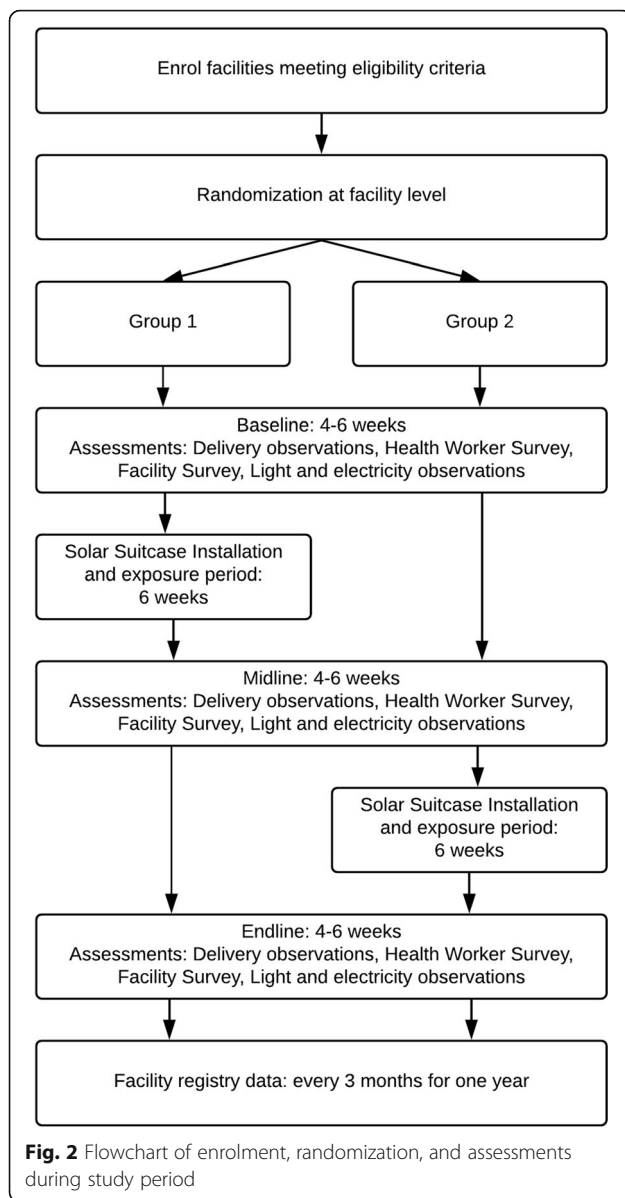 Enrol facilities meeting eligibility criteria
Randomization at facility level
Group 1
Group 2
Baseline: 4-6 weeks
Assessments: Delivery observations, Health Worker Survey,
Facility Survey, Light and electricity observations
Solar Suitcase Installation
and exposure period:
6 weeks
Midline: 4-6 weeks
Assessments: Delivery observations, Health Worker Survey,
Facility Survey, Light and electricity observations
Solar Suitcase Installation
and exposure period:
6 weeks
Endline: 4-6 weeks
Assessments: Delivery observations, Health Worker Survey,
Facility Survey, Light and electricity observations
Facility registry data: every 3 months for one year
Fig. 2 Flowchart of enrolment, randomization, and assessments
during study period